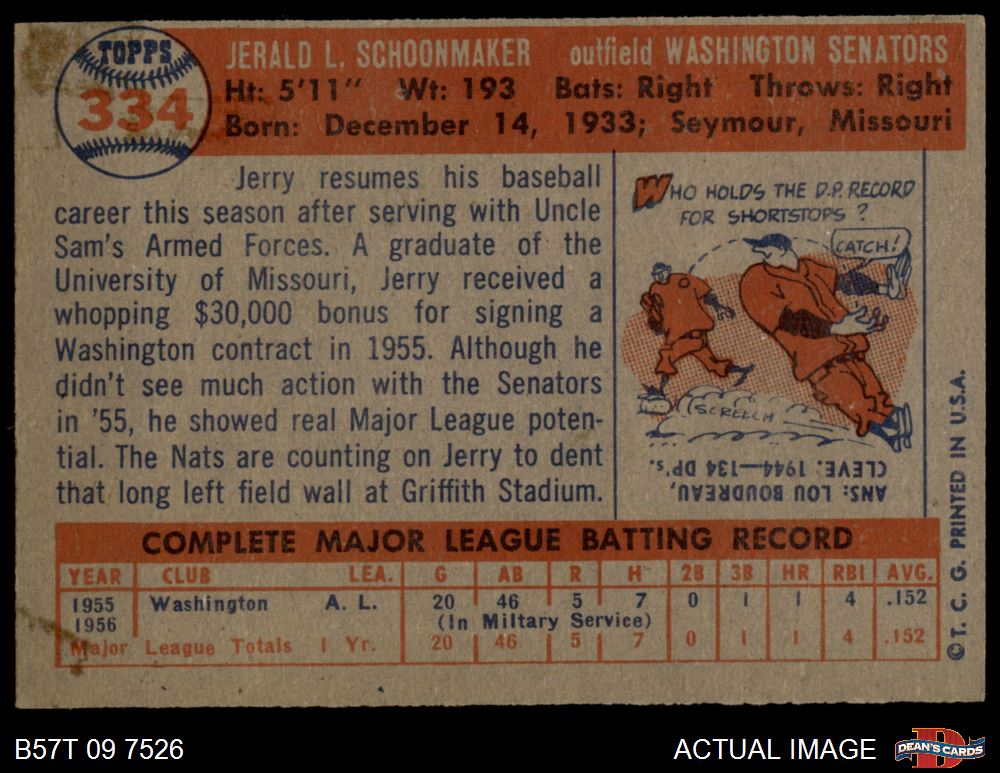 TOPPS
334
JERALD L. SCHOONMAKER outfield WASHINGTON SENATORS
Ht: 5'11" Wt: 193 Bats: Right Throws: Right
Born: December 14, 1933; Seymour, Missouri
Jerry resumes his baseball
career this season after serving with Uncle
Sam's Armed Forces. A graduate of the
University of Missouri, Jerry received a
whopping $30,000 bonus for signing a
Washington contract in 1955. Although he
didn't see much action with the Senators
in '55, he showed real Major League poten-
tial. The Nats are counting on Jerry to dent
that long left field wall at Griffith Stadium.
WHO HOLDS THE D.P. RECORD
FOR SHORTSTOPS?
CATCH!
SCREECH
ANS: LOU BOUDREAU,
CLEVE. 1944—134 DP's.
© T. C. G. PRINTED IN U.S.A.
COMPLETE MAJOR LEAGUE BATTING RECORD
YEAR CLUB LEA. G AB R H 2B 3B HR RBI AVG.
1955 Washington A. L. 20 46 5 7 0 1 1 4 .152
1956 (In Miltary Service)
Major League Totals 1 Yr. 20 46 5 7 0 1 1 4 .152
B57T 09 7526
ACTUAL IMAGE
D
DEAN'S CARDS